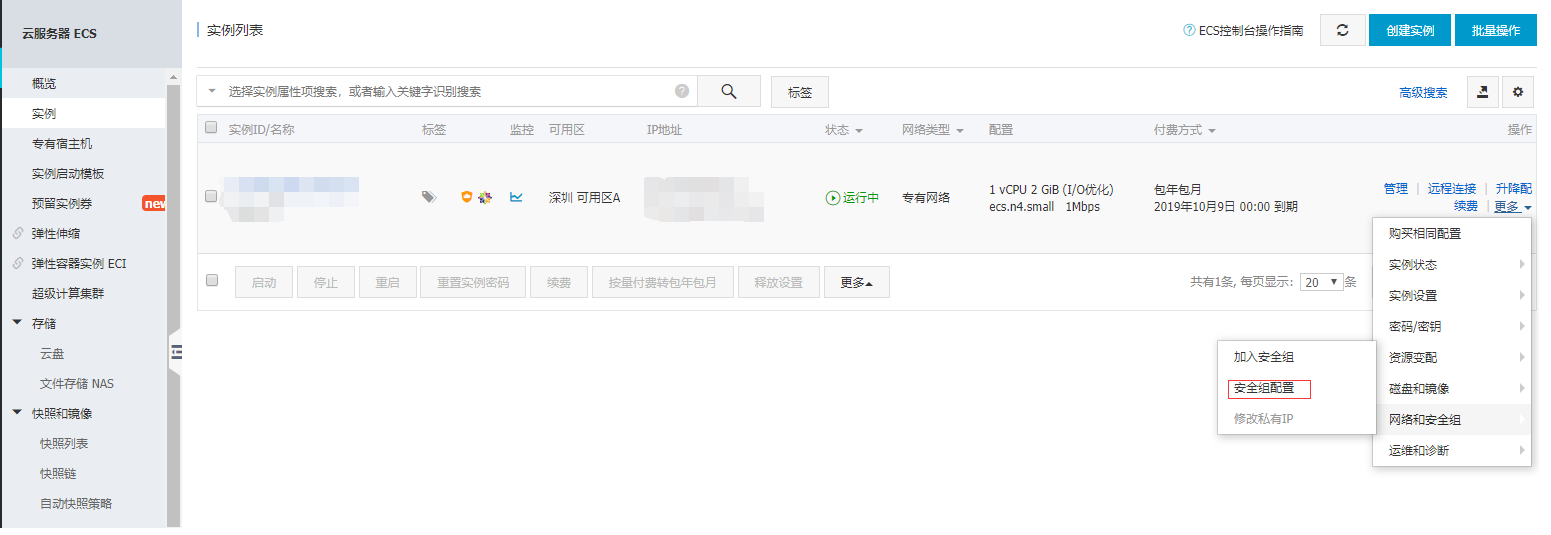 云服务器 ECS
概览
实例
专有宿主机
实例启动模板
预留实例券 new
弹性伸缩
弹性容器实例 ECI
超级计算集群
存储
云盘
文件存储 NAS
快照和镜像
快照列表
快照链
自动快照策略
实例列表
? ECS控制台操作指南
创建实例
批量操作
选择实例属性项搜索，或者输入关键字识别搜索 ?
标签
高级搜索
实例ID/名称 标签 监控 可用区 IP地址 状态 网络类型 配置 付费方式 操作
深圳 可用区A
运行中
专有网络
1 vCPU 2 GiB (I/O优化)
ecs.n4.small 1Mbps
包年包月
2019年10月9日 00:00 到期
管理 | 远程连接 | 升降配
续费 | 更多
启动 停止 重启 重置实例密码 续费 按量付费转包年包月 释放设置 更多
共有1条, 每页显示: 20 条
购买相同配置
实例状态
实例设置
密码/密钥
资源变配
磁盘和镜像
网络和安全组
运维和诊断
加入安全组
安全组配置
修改私有IP